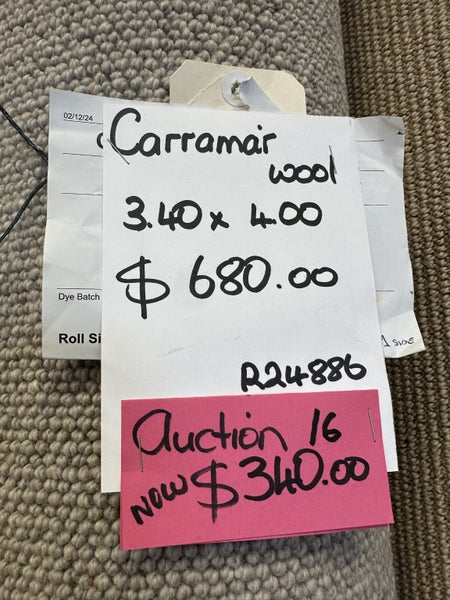 02/12/24
Carramar
wool
3.40 x 4.00
$ 680.00
Dye Batch
Roll Si
R24886
Auction 16
NOW $340.00